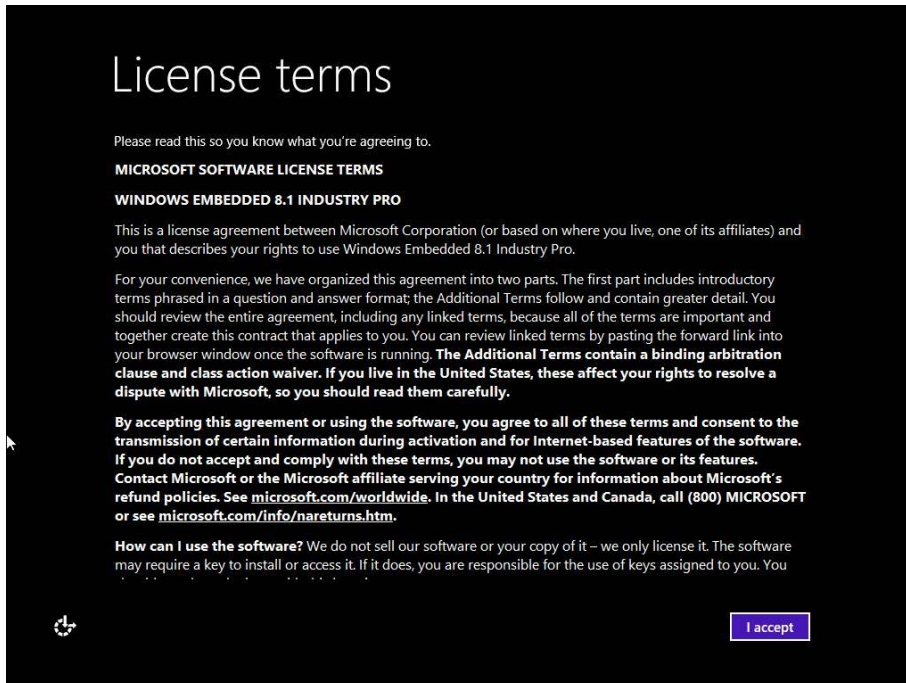 License terms
Please read this so you know what you're agreeing to.
MICROSOFT SOFTWARE LICENSE TERMS
WINDOWS EMBEDDED 8.1 INDUSTRY PRO
This is a license agreement between Microsoft Corporation (or based on where you live, one of its affiliates) and
you that describes your rights to use Windows Embedded 8.1 Industry Pro.
For your convenience, we have organized this agreement into two parts. The first part includes introductory
terms phrased in a question and answer format; the Additional Terms follow and contain greater detail. You
should review the entire agreement, including any linked terms, because all of the terms are important and
together create this contract that applies to you. You can review linked terms by pasting the forward link into
your browser window once the software is running. The Additional Terms contain a binding arbitration
clause and class action waiver. If you live in the United States, these affect your rights to resolve a
dispute with Microsoft, so you should read them carefully.
By accepting this agreement or using the software, you agree to all of these terms and consent to the
transmission of certain information during activation and for Internet-based features of the software.
If you do not accept and comply with these terms, you may not use the software or its features.
Contact Microsoft or the Microsoft affiliate serving your country for information about Microsoft's
refund policies. See microsoft.com/worldwide. In the United States and Canada, call (800) MICROSOFT
or see microsoft.com/info/nareturns.htm.
How can I use the software? We do not sell our software or your copy of it – we only license it. The software
may require a key to install or access it. If it does, you are responsible for the use of keys assigned to you. You
I accept